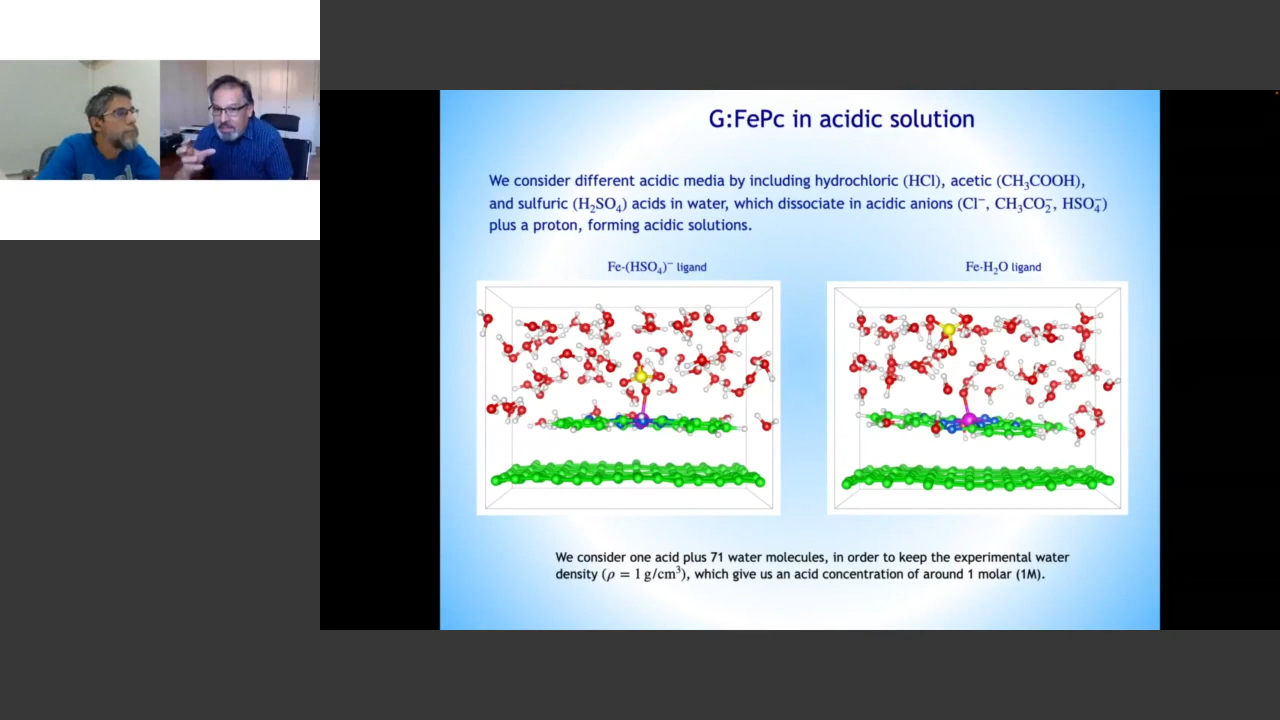 G:FePc in acidic solution
We consider different acidic media by including hydrochloric (HCl), acetic (CH₃COOH),
and sulfuric (H₂SO₄) acids in water, which dissociate in acidic anions (Cl⁻, CH₃CO₂⁻, HSO₄⁻)
plus a proton, forming acidic solutions.
Fe-(HSO₄)⁻ ligand
Fe-H₂O ligand
We consider one acid plus 71 water molecules, in order to keep the experimental water
density (ρ = 1 g/cm³), which give us an acid concentration of around 1 molar (1M).